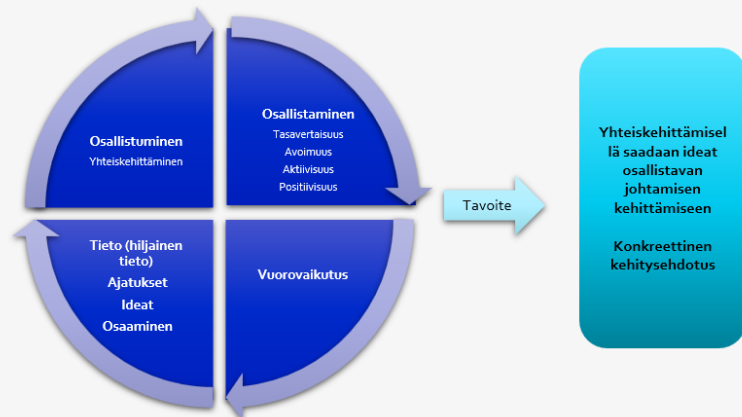 Osallistuminen
Yhteiskehittäminen
Osallistaminen
Tasavertaisuus
Avoimuus
Aktiivisuus
Positiivisuus
Tieto (hiljainen
tieto)
Ajatukset
Ideat
Osaaminen
Vuorovaikutus
Tavoite
Yhteiskehittämisel
lä saadaan ideat
osallistavan
johtamisen
kehittämiseen
Konkreettinen
kehitysehdotus